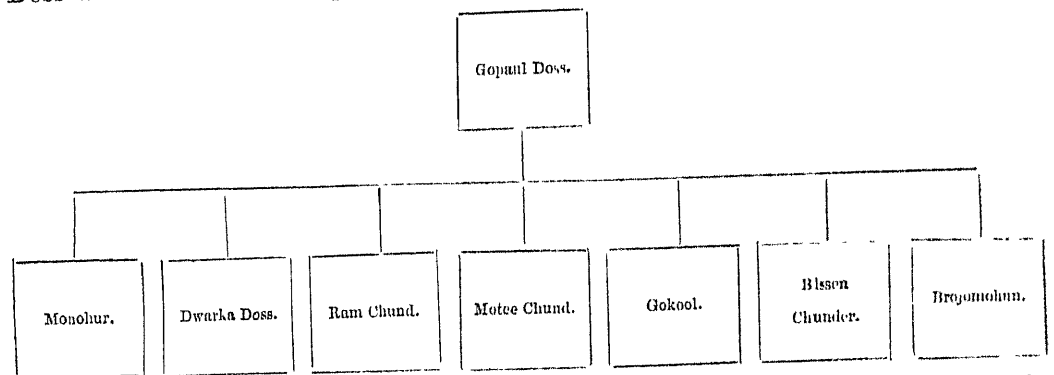 Gopaul Doss.
Monohur.
Dwarka Doss.
Ram Chund.
Motee Chund.
Gokool.
Bissen
Chunder.
Brojomohun.